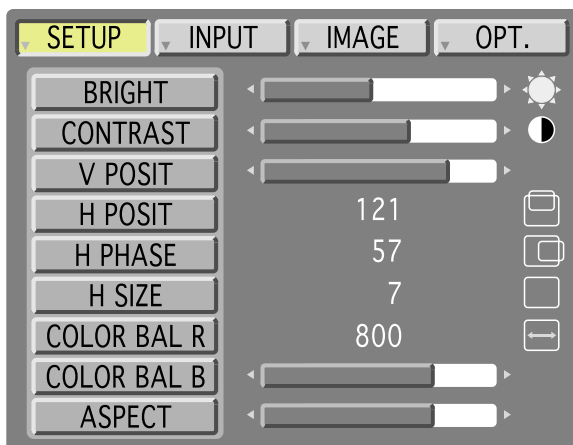 SETUP INPUT IMAGE OPT.
BRIGHT
CONTRAST
V POSIT
H POSIT 121
H PHASE 57
H SIZE 7
COLOR BAL R 800
COLOR BAL B
ASPECT